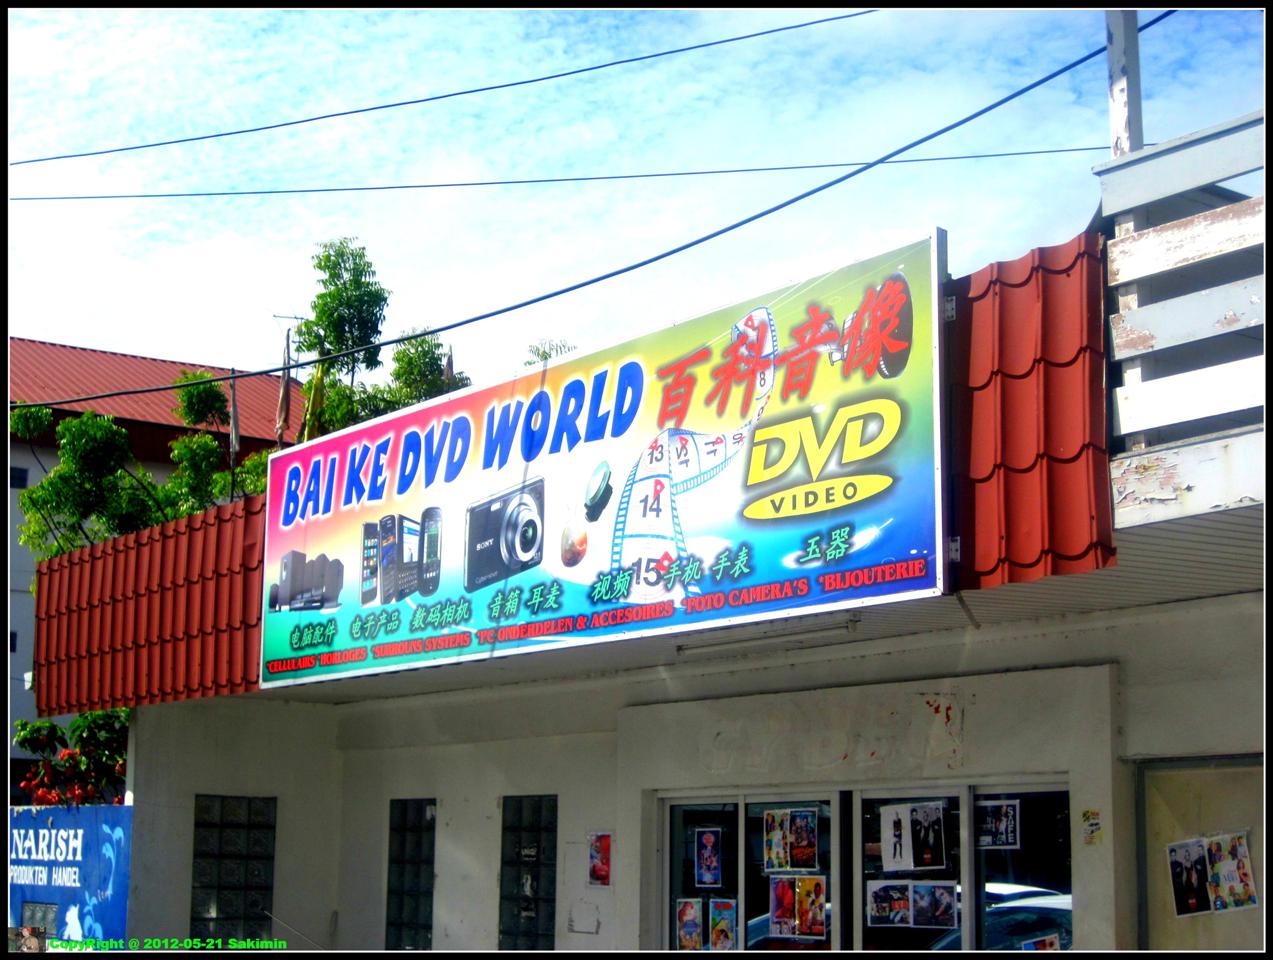 BAI KE DVD WORLD 百科音像
DVD
VIDEO
SONY
8
13
14
15
电脑配件 电子产品 数码相机 音箱 耳麦 视频 手机 手表 玉器
*CELLULAIRS *HORLOGES *SURROUNS SYSTEMS *PC ONDERDELEN & ACCESOIRES *FOTO CAMERA'S *BIJOUTERIE
NARISH
PRODUKTEN HANDEL
SAFE
CopyRight @ 2012-05-21 Sakimin